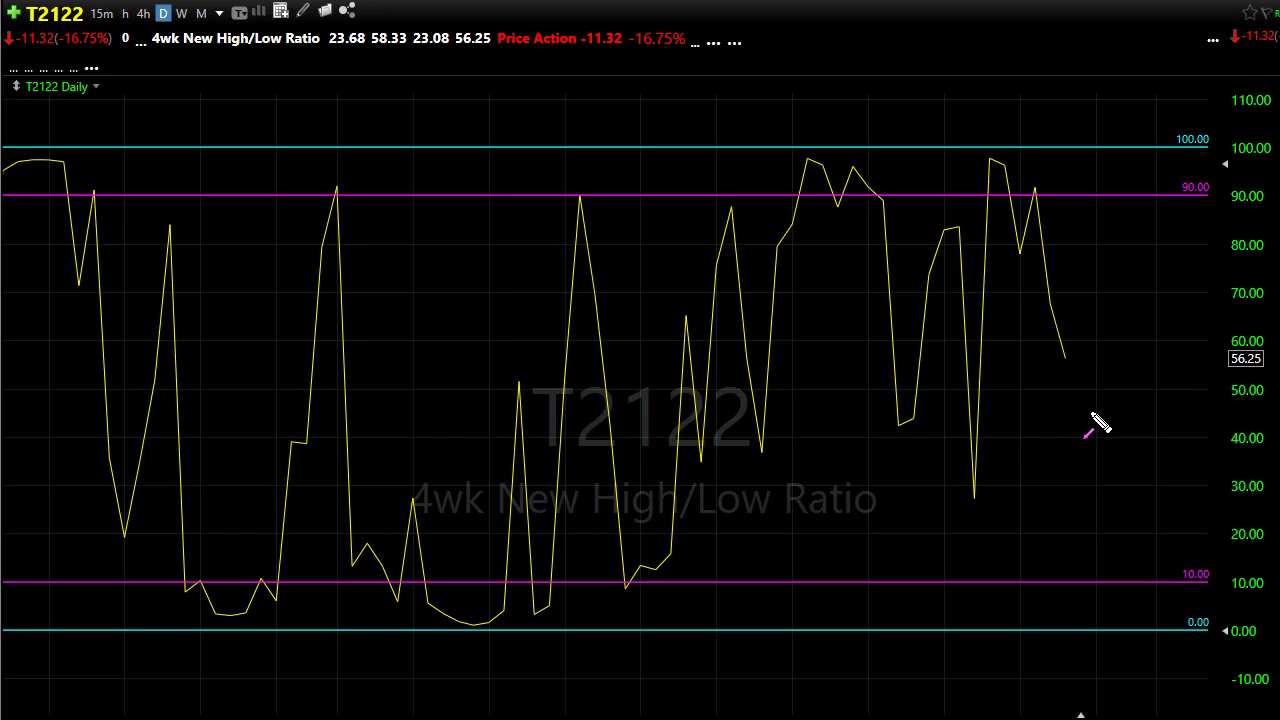 T2122 15m h 4h D W M T
-11.32(-16.75%) 0 ... 4wk New High/Low Ratio 23.68 58.33 23.08 56.25 Price Action -11.32 -16.75% ... ... ... ... -11.32(
... ... ... ... ... ...
T2122 Daily
110.00
100.00 100.00
90.00 90.00
80.00
70.00
60.00
56.25
50.00
T2122
40.00
4wk New High/Low Ratio
30.00
20.00
10.00 10.00
0.00 0.00
-10.00